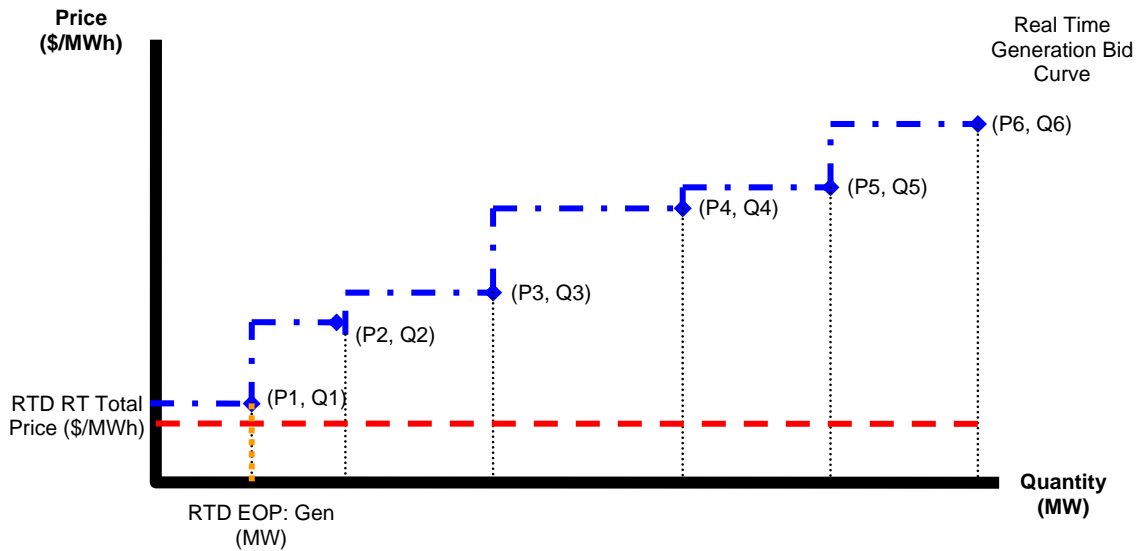 Price
($/MWh)
Real Time
Generation Bid
Curve
(P6, Q6)
(P5, Q5)
(P4, Q4)
(P3, Q3)
(P2, Q2)
(P1, Q1)
RTD RT Total
Price ($/MWh)
Quantity
(MW)
RTD EOP: Gen
(MW)